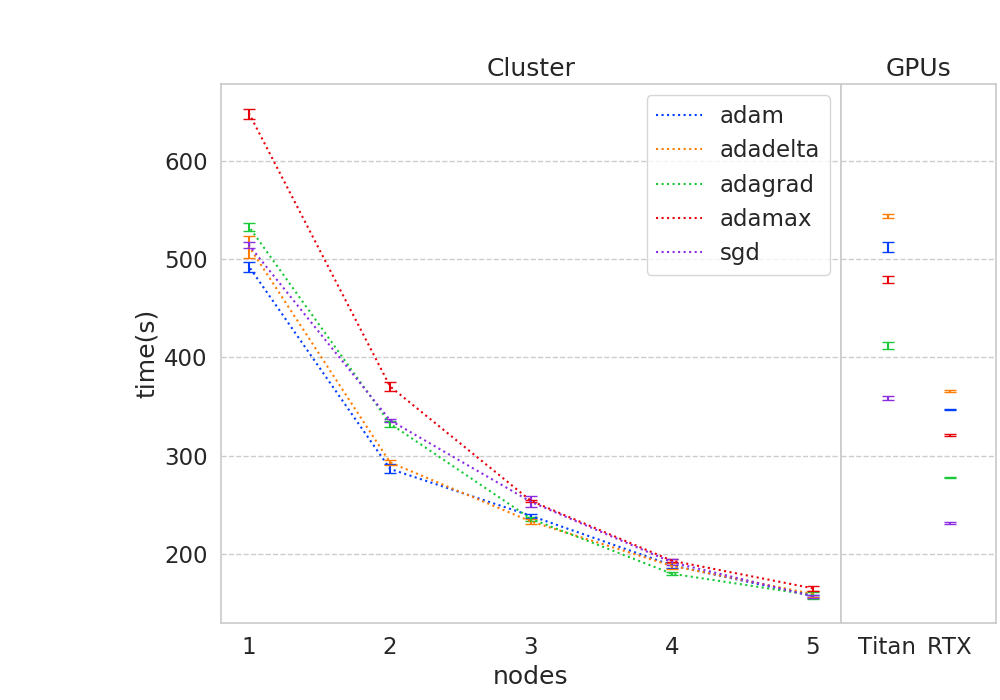 Cluster
GPUs
adam
adadelta
adagrad
adamax
sgd
600
500
400
300
200
time(s)
1 2 3 4 5 Titan RTX
nodes